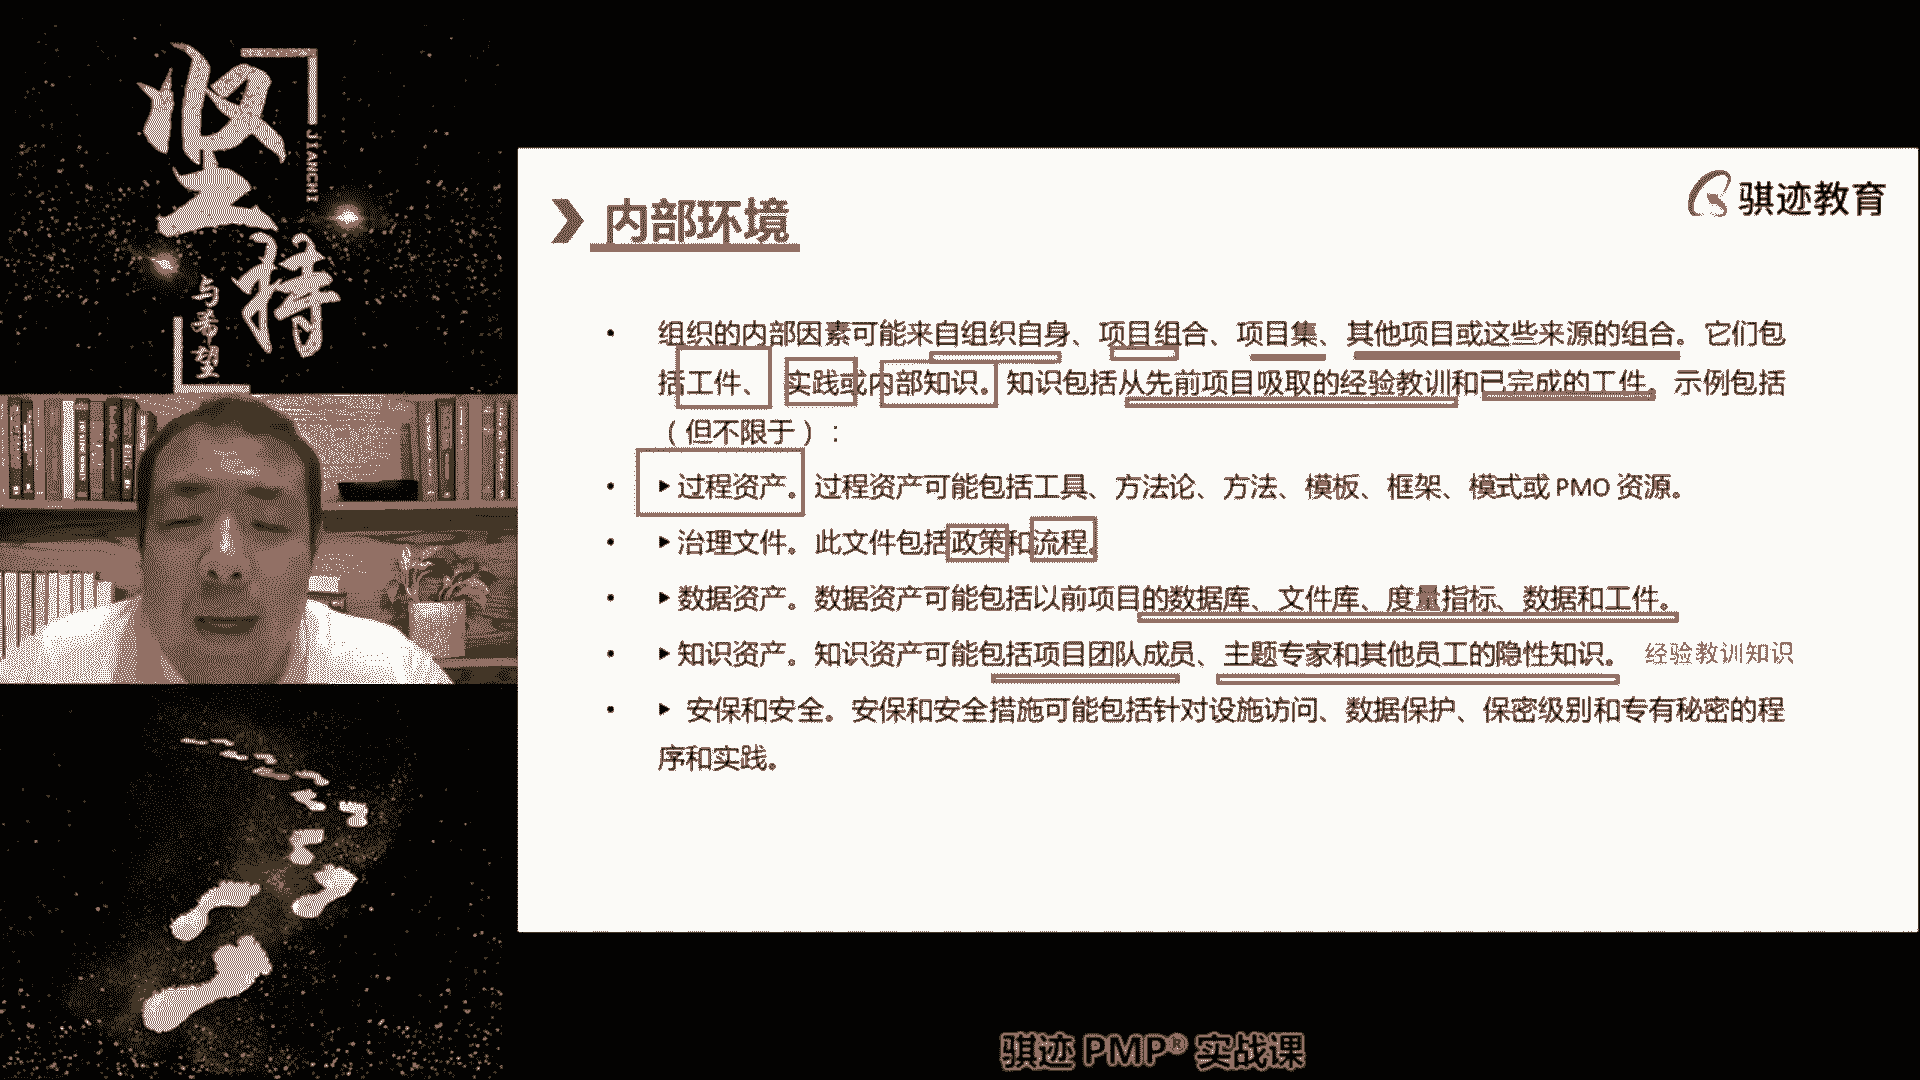 坚持
JIANCHI
与希望
骐迹教育
内部环境
• 组织的内部因素可能来自组织自身、项目组合、项目集、其他项目或这些来源的组合。它们包
括工件、实践或内部知识。知识包括从先前项目吸取的经验教训和已完成的工件。示例包括
（但不限于）：
• ▶过程资产。过程资产可能包括工具、方法论、方法、模板、框架、模式或 PMO 资源。
• ▶治理文件。此文件包括政策和流程。
• ▶数据资产。数据资产可能包括以前项目的数据库、文件库、度量指标、数据和工件。
• ▶知识资产。知识资产可能包括项目团队成员、主题专家和其他员工的隐性知识。 经验教训知识
• ▶ 安保和安全。安保和安全措施可能包括针对设施访问、数据保护、保密级别和专有秘密的程
序和实践。
骐迹 PMP® 实战课